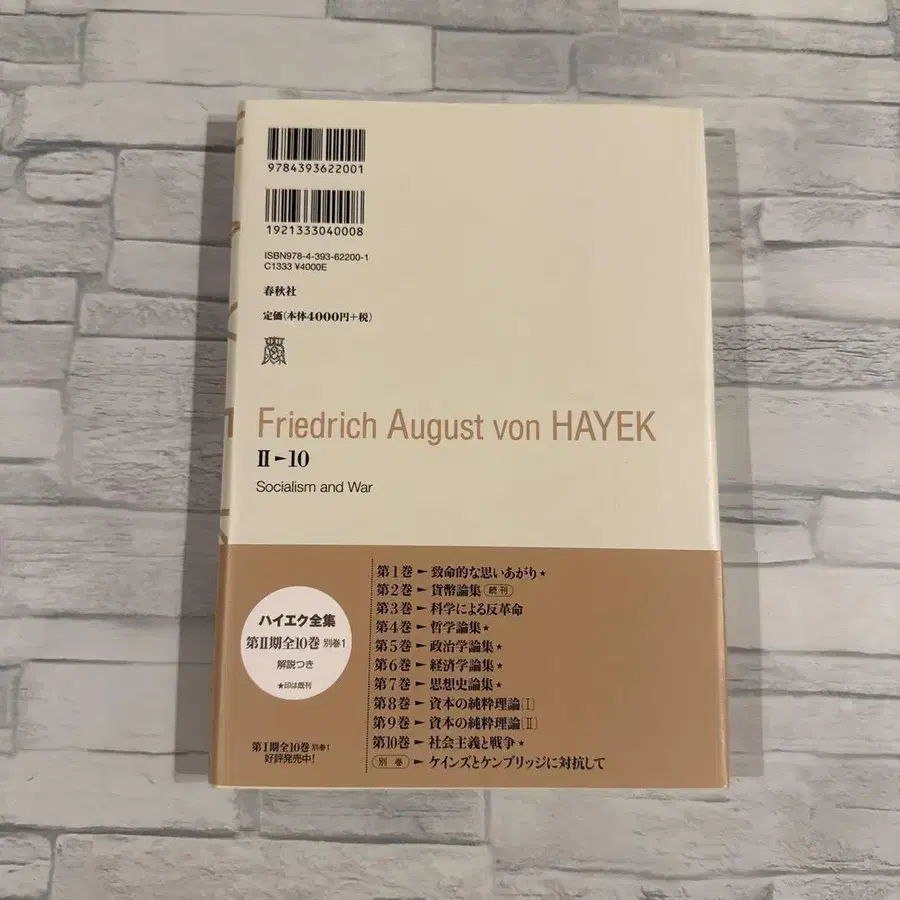 9784393622001
1921333040008
ISBN978-4-393-62200-1
C1333 ¥4000E
春秋社
定価(本体4000円+税)
Friedrich August von HAYEK
II►10
Socialism and War
ハイエク全集
第II期全10巻 別巻1
解説つき
★印は既刊
第I期全10巻 別巻1
好評発売中!
第1巻►致命的な思いあがり★
第2巻►貨幣論集(続刊)
第3巻►科学による反革命
第4巻►哲学論集★
第5巻►政治学論集★
第6巻►経済学論集★
第7巻►思想史論集★
第8巻►資本の純粋理論[I]
第9巻►資本の純粋理論[II]
第10巻►社会主義と戦争★
(別巻)►ケインズとケンブリッジに対抗して